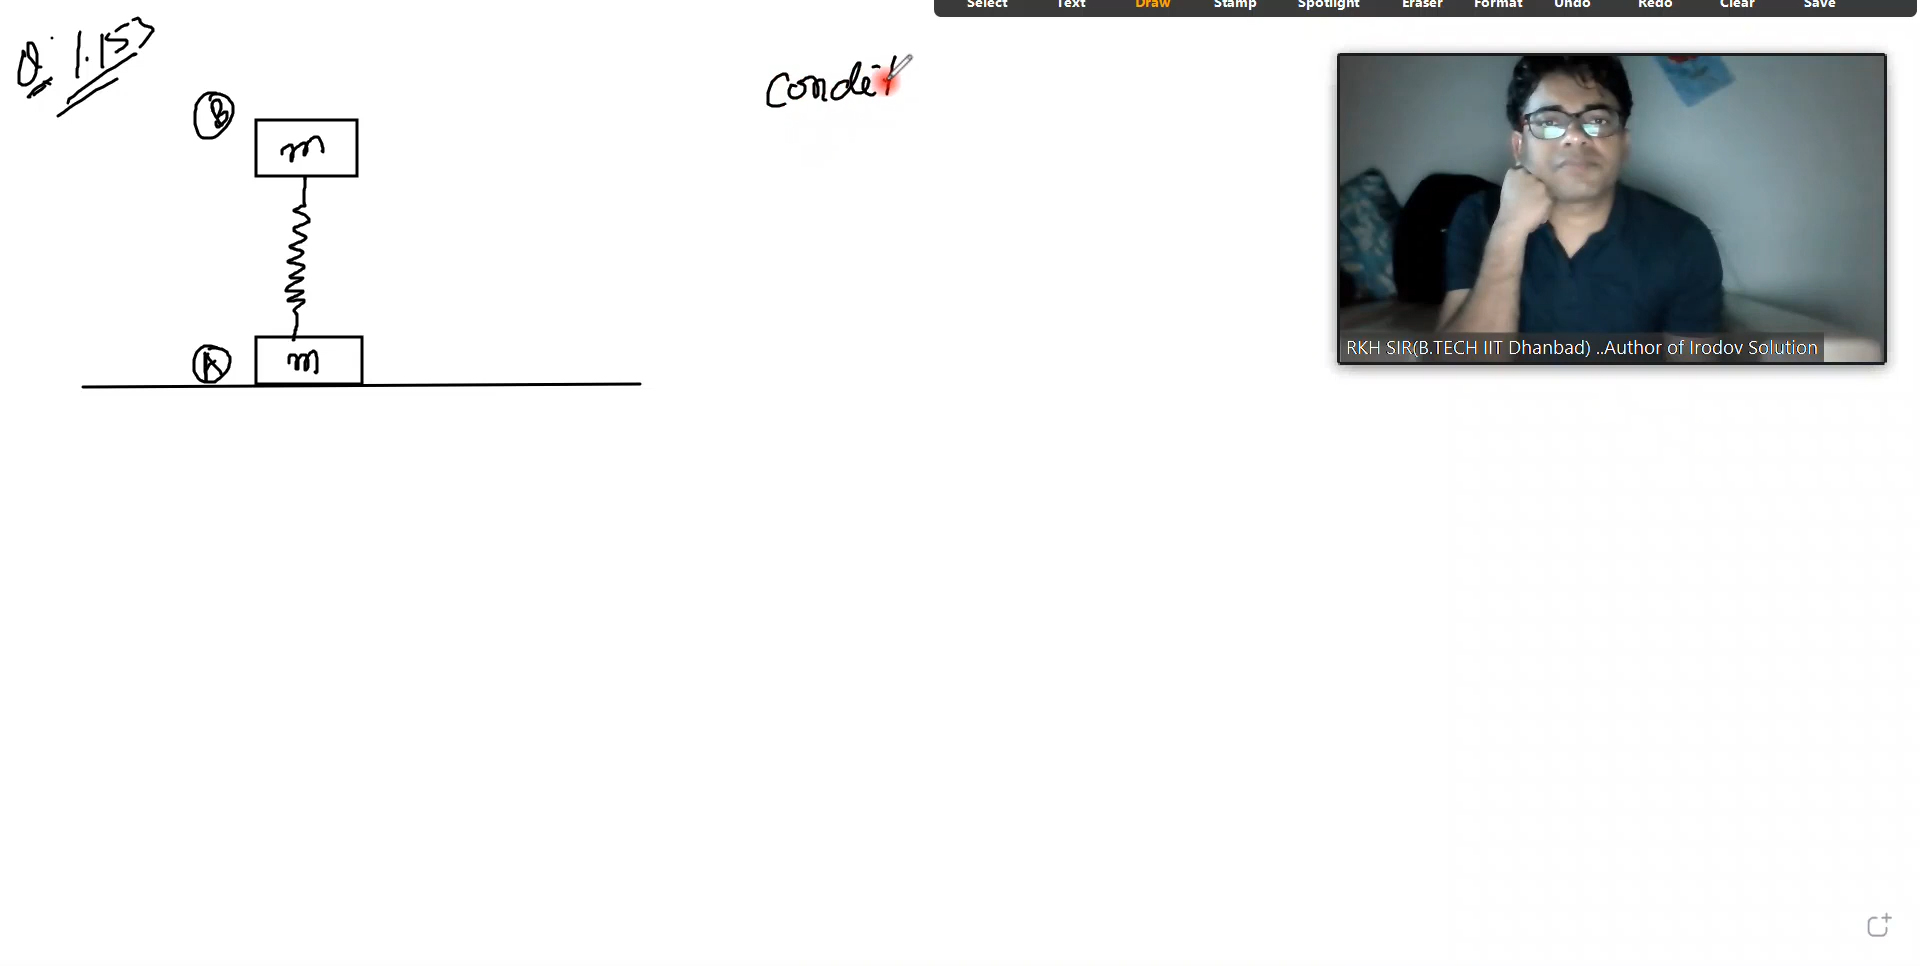 Select Text Draw Stamp Spotlight Eraser Format Undo Redo Clear Save
Q. 1.157
condit
B
m
m
A
RKH SIR(B.TECH IIT Dhanbad) ..Author of Irodov Solution